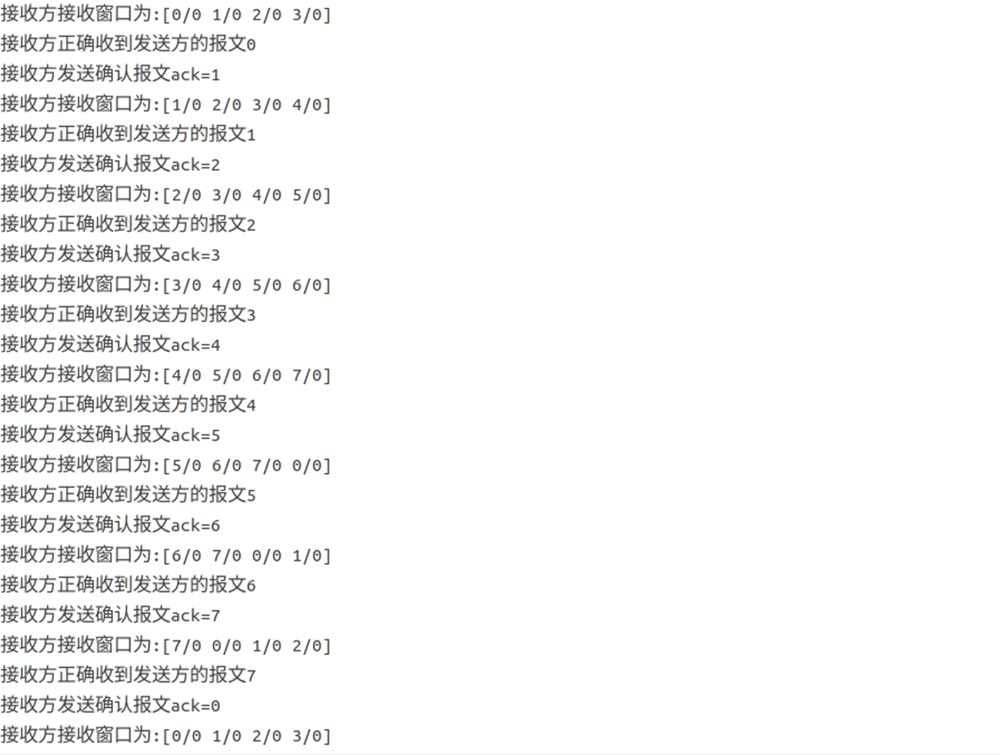 接收方接收窗口为:[0/0 1/0 2/0 3/0]
接收方正确收到发送方的报文0
接收方发送确认报文ack=1
接收方接收窗口为:[1/0 2/0 3/0 4/0]
接收方正确收到发送方的报文1
接收方发送确认报文ack=2
接收方接收窗口为:[2/0 3/0 4/0 5/0]
接收方正确收到发送方的报文2
接收方发送确认报文ack=3
接收方接收窗口为:[3/0 4/0 5/0 6/0]
接收方正确收到发送方的报文3
接收方发送确认报文ack=4
接收方接收窗口为:[4/0 5/0 6/0 7/0]
接收方正确收到发送方的报文4
接收方发送确认报文ack=5
接收方接收窗口为:[5/0 6/0 7/0 0/0]
接收方正确收到发送方的报文5
接收方发送确认报文ack=6
接收方接收窗口为:[6/0 7/0 0/0 1/0]
接收方正确收到发送方的报文6
接收方发送确认报文ack=7
接收方接收窗口为:[7/0 0/0 1/0 2/0]
接收方正确收到发送方的报文7
接收方发送确认报文ack=0
接收方接收窗口为:[0/0 1/0 2/0 3/0]